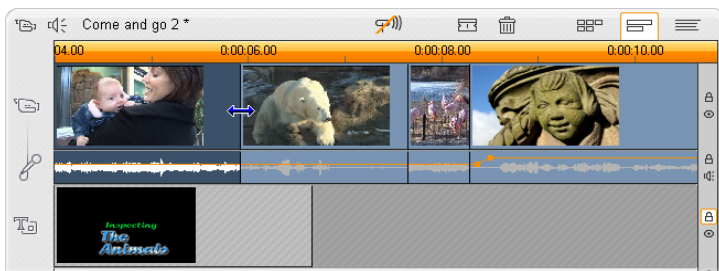 Come and go 2 *
04.00 0:00:06.00 0:00:08.00 0:00:10.00
Inspecting
The
Animals